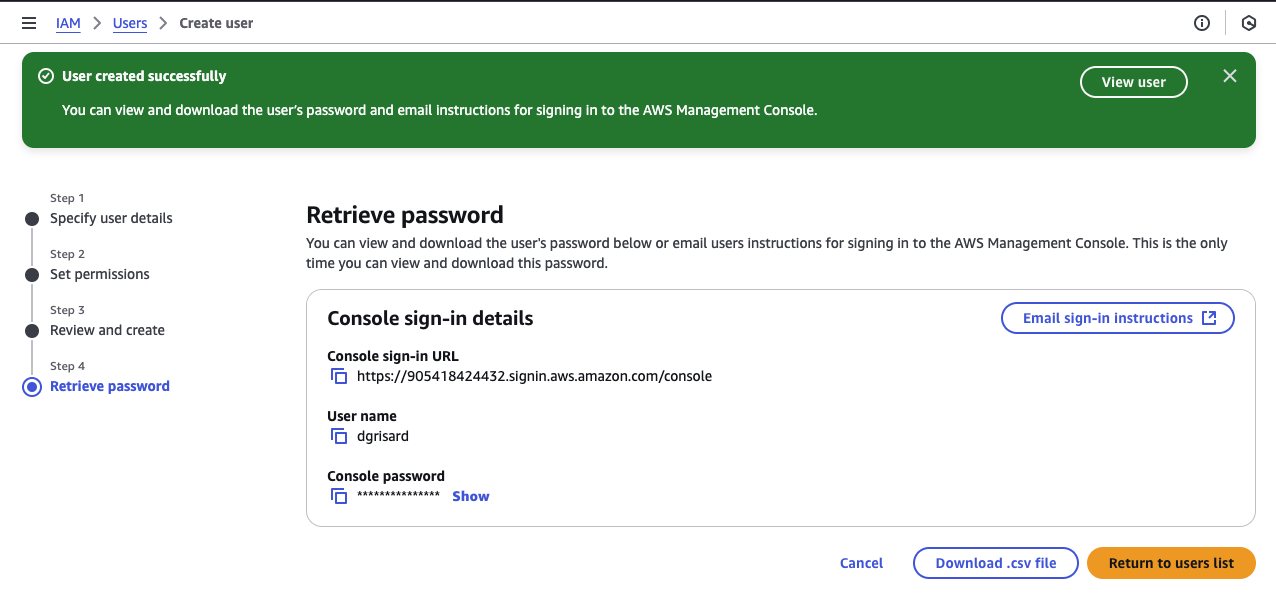 IAM > Users > Create user
User created successfully
View user
You can view and download the user's password and email instructions for signing in to the AWS Management Console.
Step 1
Specify user details
Step 2
Set permissions
Step 3
Review and create
Step 4
Retrieve password
Retrieve password
You can view and download the user's password below or email users instructions for signing in to the AWS Management Console. This is the only
time you can view and download this password.
Console sign-in details
Email sign-in instructions
Console sign-in URL
https://905418424432.signin.aws.amazon.com/console
User name
dgrisard
Console password
*************** Show
Cancel
Download .csv file
Return to users list